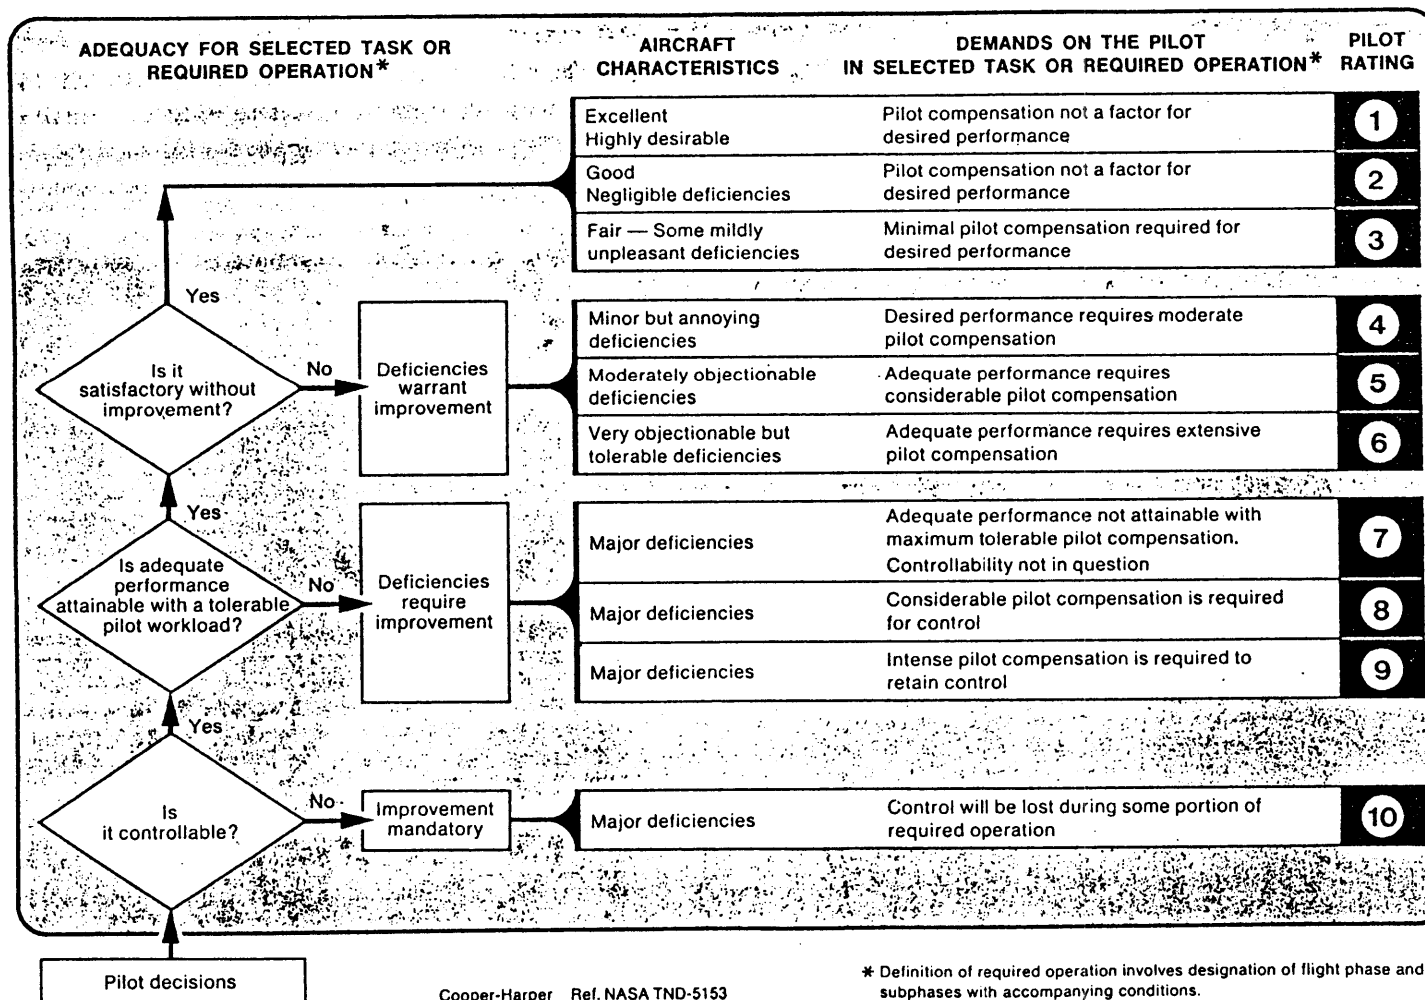 ADEQUACY FOR SELECTED TASK OR
REQUIRED OPERATION*
AIRCRAFT
CHARACTERISTICS
DEMANDS ON THE PILOT
IN SELECTED TASK OR REQUIRED OPERATION*
PILOT
RATING
Excellent
Highly desirable
Pilot compensation not a factor for
desired performance
1
Good
Negligible deficiencies
Pilot compensation not a factor for
desired performance
2
Fair — Some mildly
unpleasant deficiencies
Minimal pilot compensation required for
desired performance
3
Yes
Is it
satisfactory without
improvement?
No
Deficiencies
warrant
improvement
Minor but annoying
deficiencies
Desired performance requires moderate
pilot compensation
4
Moderately objectionable
deficiencies
Adequate performance requires
considerable pilot compensation
5
Very objectionable but
tolerable deficiencies
Adequate performance requires extensive
pilot compensation
6
Yes
Is adequate
performance
attainable with a tolerable
pilot workload?
No
Deficiencies
require
improvement
Major deficiencies
Adequate performance not attainable with
maximum tolerable pilot compensation.
Controllability not in question
7
Major deficiencies
Considerable pilot compensation is required
for control
8
Major deficiencies
Intense pilot compensation is required to
retain control
9
Yes
Is
it controllable?
No
Improvement
mandatory
Major deficiencies
Control will be lost during some portion of
required operation
10
Pilot decisions
Cooper-Harper Ref. NASA TND-5153
* Definition of required operation involves designation of flight phase and
subphases with accompanying conditions.